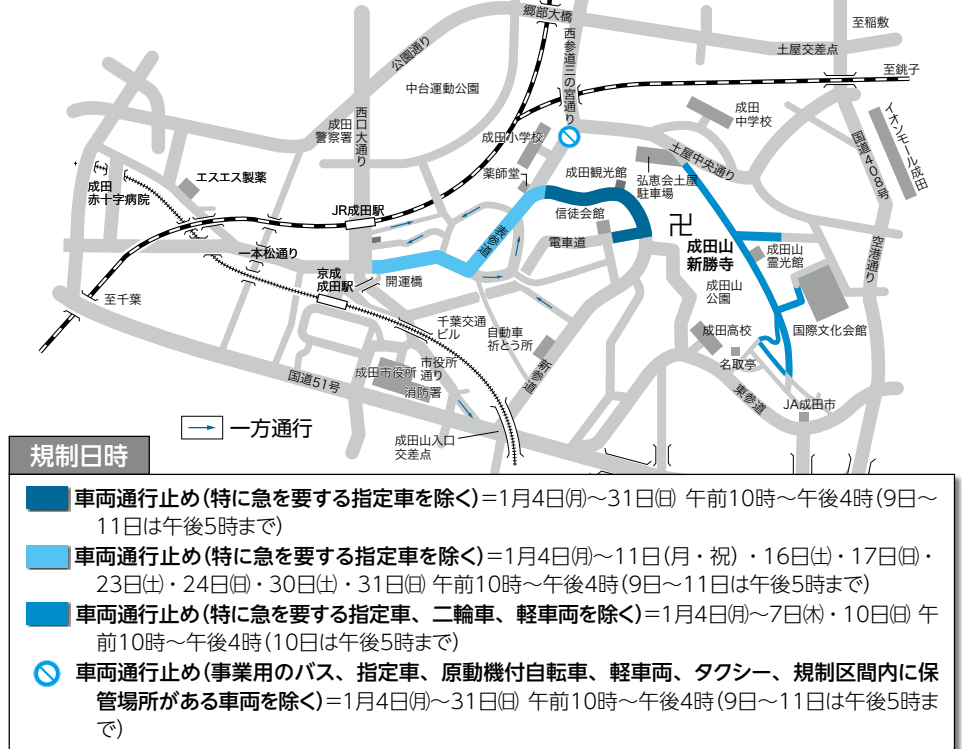 郷部大橋
至稲敷
公園通り
西参道三の宮通り
土屋交差点
至銚子
中台運動公園
成田
中学校
イオンモール成田
西口大通り
成田
警察署
成田小学校
国道408号
土屋中央通り
薬師堂
成田観光館
弘恵会土屋
駐車場
エスエス製薬
成田
赤十字病院
JR成田駅
信徒会館
表参道
電車道
卍
成田山
新勝寺
成田山
霊光館
空港通り
一本松通り
京成
成田駅
開運橋
成田山
公園
至千葉
千葉交通
ビル
自動車
祈とう所
成田高校
国際文化会館
新参道
名取亭
国道51号
成田市役所
市役所
通り
消防署
東参道
JA成田市
一方通行
成田山入口
交差点
規制日時
車両通行止め(特に急を要する指定車を除く)=1月4日㈪〜31日㈰ 午前10時〜午後4時(9日〜
11日は午後5時まで)
車両通行止め(特に急を要する指定車を除く)=1月4日㈪〜11日(月・祝)・16日㈯・17日㈰・
23日㈯・24日㈰・30日㈯・31日㈰ 午前10時〜午後4時(9日〜11日は午後5時まで)
車両通行止め(特に急を要する指定車、二輪車、軽車両を除く)=1月4日㈪〜7日㈭・10日㈰ 午
前10時〜午後4時(10日は午後5時まで)
車両通行止め(事業用のバス、指定車、原動機付自転車、軽車両、タクシー、規制区間内に保
管場所がある車両を除く)=1月4日㈪〜31日㈰ 午前10時〜午後4時(9日〜11日は午後5時ま
で)